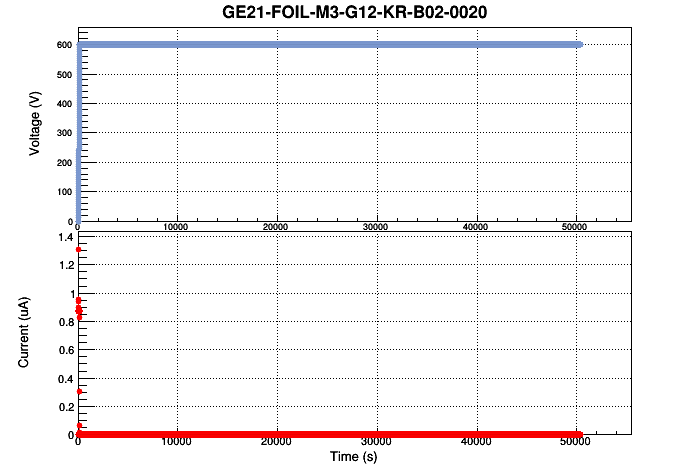 GE21-FOIL-M3-G12-KR-B02-0020
Voltage (V)
600
500
400
300
200
100
0
0 10000 20000 30000 40000 50000
Current (uA)
1.4
1.2
1
0.8
0.6
0.4
0.2
0
0 10000 20000 30000 40000 50000
Time (s)